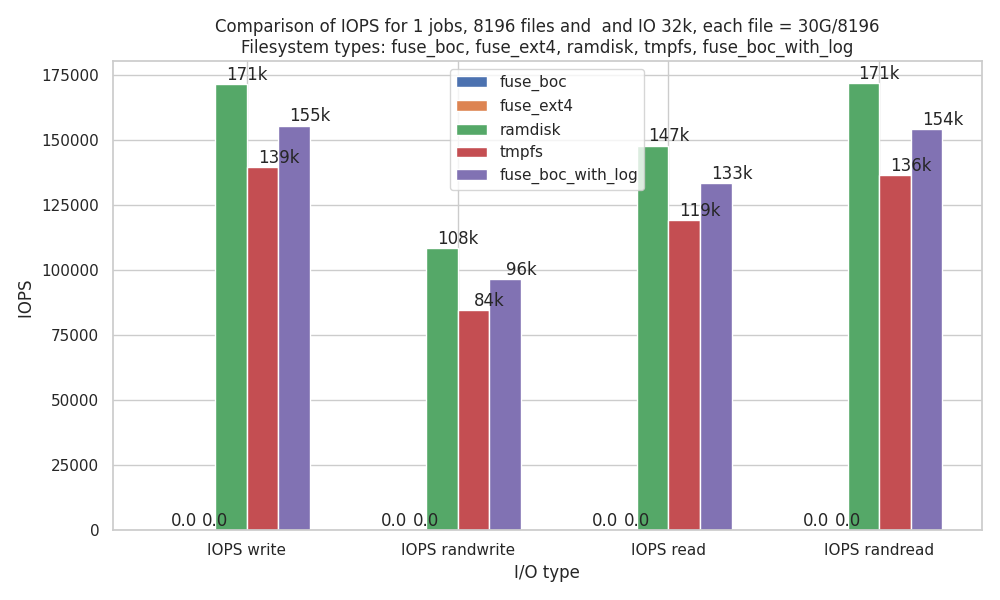 Comparison of IOPS for 1 jobs, 8196 files and  and IO 32k, each file = 30G/8196
Filesystem types: fuse_boc, fuse_ext4, ramdisk, tmpfs, fuse_boc_with_log
fuse_boc
fuse_ext4
ramdisk
tmpfs
fuse_boc_with_log
IOPS
175000
150000
125000
100000
75000
50000
25000
0
0.0 0.0 171k 139k 155k
0.0 0.0 108k 84k 96k
0.0 0.0 147k 119k 133k
0.0 0.0 171k 136k 154k
IOPS write IOPS randwrite IOPS read IOPS randread
I/O type